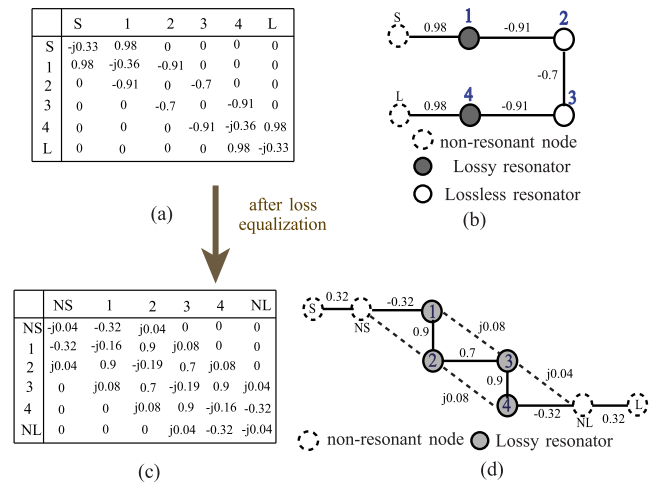 S 1 2 3 4 L
S -j0.33 0.98 0 0 0 0
1 0.98 -j0.36 -0.91 0 0 0
2 0 -0.91 0 -0.7 0 0
3 0 0 -0.7 0 -0.91 0
4 0 0 0 -0.91 -j0.36 0.98
L 0 0 0 0 0.98 -j0.33
(a)
S 0.98 1 -0.91 2
-0.7
L 0.98 4 -0.91 3
non-resonant node
Lossy resonator
Lossless resonator
(b)
after loss
equalization
NS 1 2 3 4 NL
NS -j0.04 -0.32 j0.04 0 0 0
1 -0.32 -j0.16 0.9 j0.08 0 0
2 j0.04 0.9 -j0.19 0.7 j0.08 0
3 0 j0.08 0.7 -j0.19 0.9 j0.04
4 0 0 j0.08 0.9 -j0.16 -0.32
NL 0 0 0 j0.04 -0.32 -j0.04
(c)
S 0.32 NS -0.32 1
0.9 j0.08
2 0.7 3 j0.04
j0.08 0.9
4 -0.32 NL 0.32 L
non-resonant node Lossy resonator
(d)